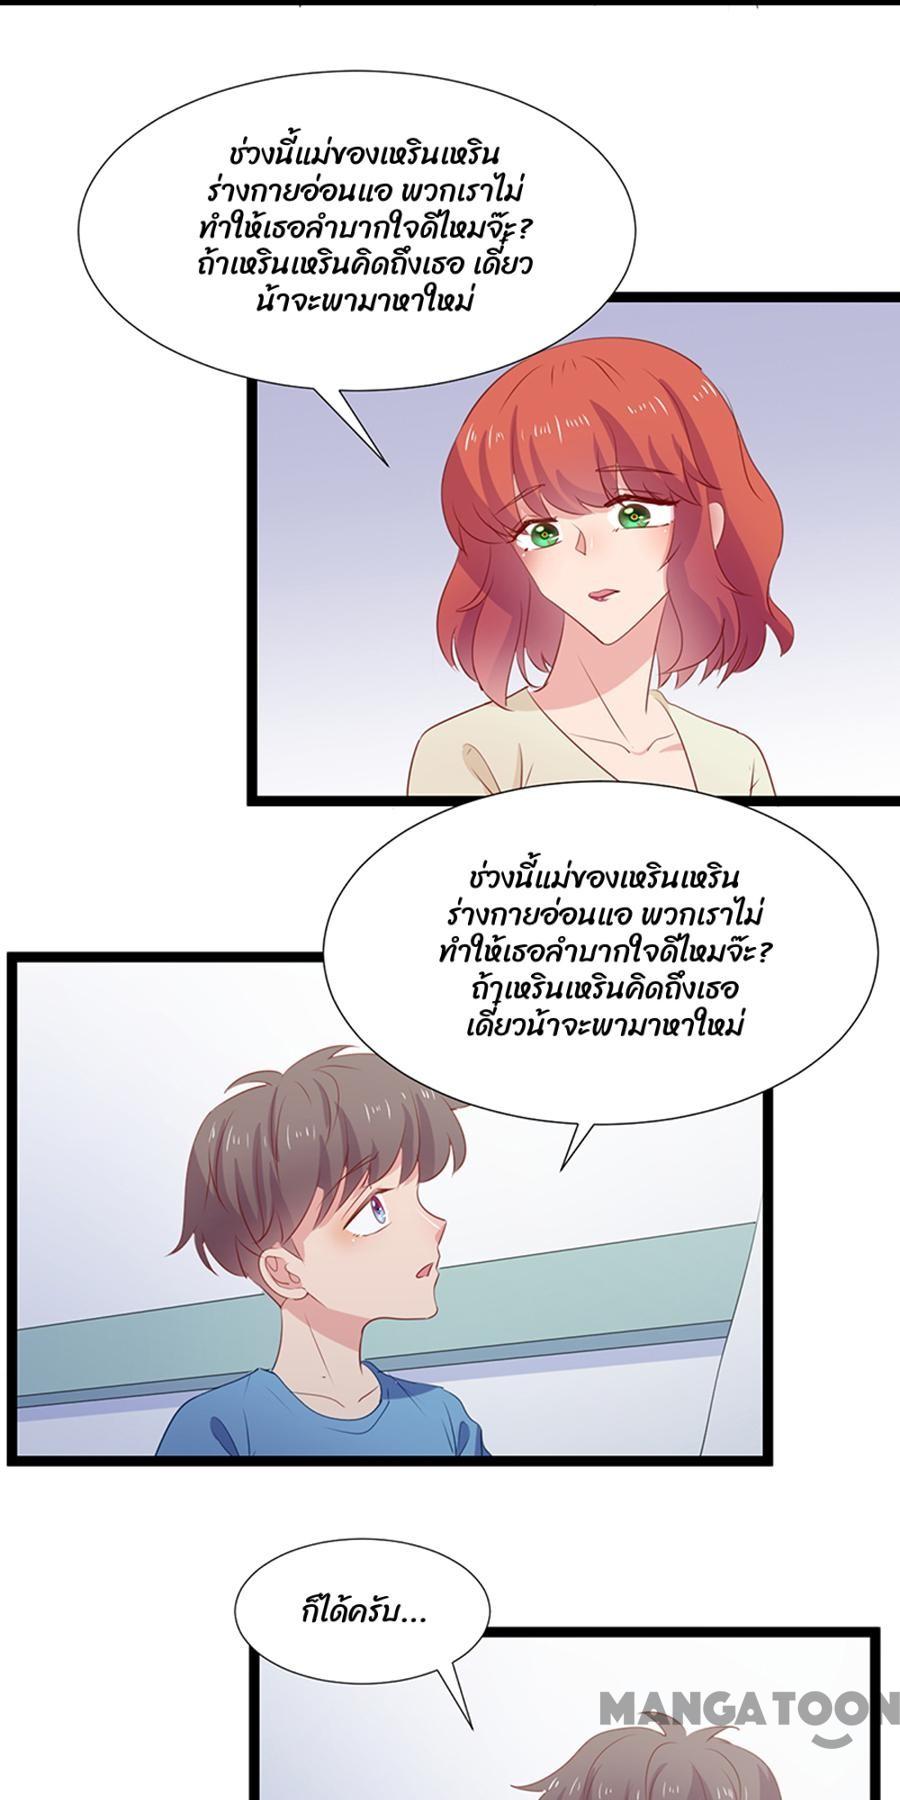 ช่วงนี้แม่ของเหรินเหริน
ร่างกายอ่อนแอ พวกเราไม่
ทำให้เธอลำบากใจดีไหมจ๊ะ?
ถ้าเหรินเหรินคิดถึงเธอ เดี๋ยว
น้าจะพามาหาใหม่
ช่วงนี้แม่ของเหรินเหริน
ร่างกายอ่อนแอ พวกเราไม่
ทำให้เธอลำบากใจดีไหมจ๊ะ?
ถ้าเหรินเหรินคิดถึงเธอ
เดี๋ยวน้าจะพามาหาใหม่
ก็ได้ครับ...
MANGATOON